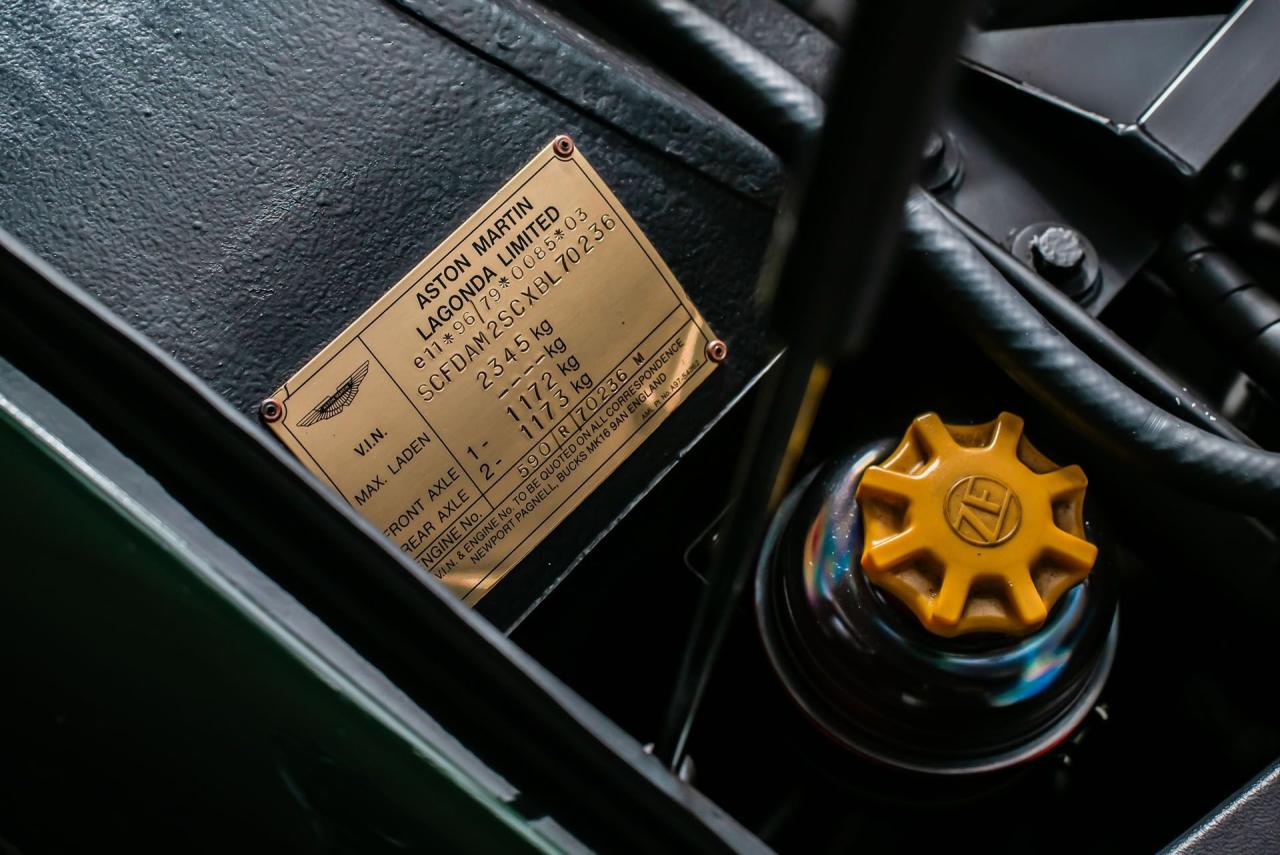 ASTON MARTIN
LAGONDA LIMITED
e11*96/79*0085*03
V.I.N. SCFDAM2SCXBL70236
MAX. LADEN 2345 kg
---- kg
FRONT AXLE 1- 1172 kg
REAR AXLE 2- 1173 kg
ENGINE No. 590/R/70236 M
V.I.N. & ENGINE No. TO BE QUOTED ON ALL CORRESPONDENCE
NEWPORT PAGNELL, BUCKS MK16 9AN ENGLAND
ZF